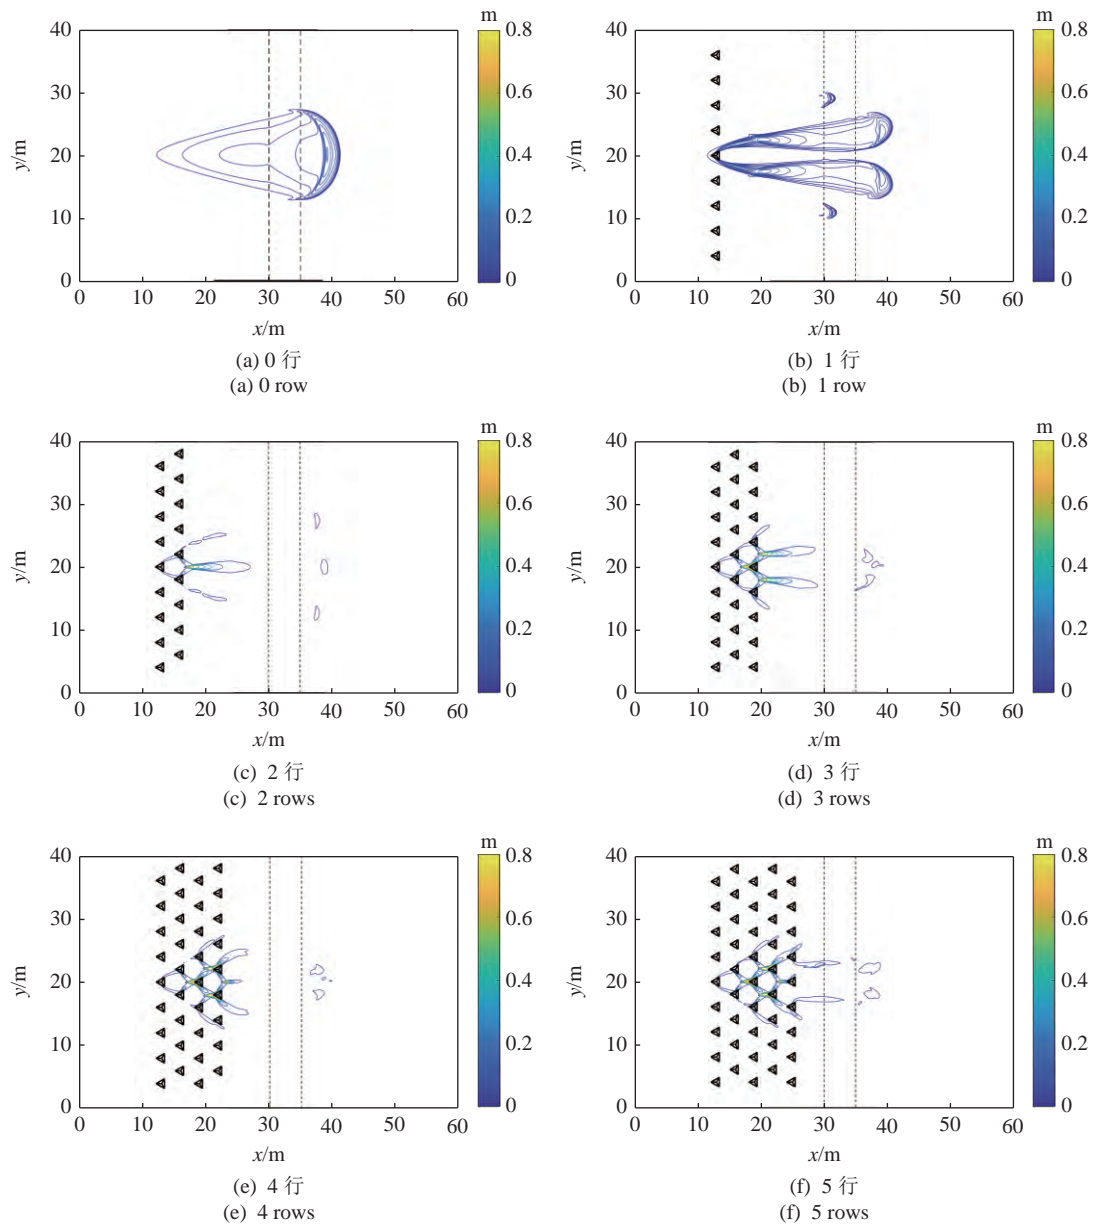 m
40 0.8
30 0.6
y/m 20 0.4
10 0.2
0 0
0 10 20 30 40 50 60
x/m
(a) 0 行
(a) 0 row
m
40 0.8
30 0.6
y/m 20 0.4
10 0.2
0 0
0 10 20 30 40 50 60
x/m
(b) 1 行
(b) 1 row
m
40 0.8
30 0.6
y/m 20 0.4
10 0.2
0 0
0 10 20 30 40 50 60
x/m
(c) 2 行
(c) 2 rows
m
40 0.8
30 0.6
y/m 20 0.4
10 0.2
0 0
0 10 20 30 40 50 60
x/m
(d) 3 行
(d) 3 rows
m
40 0.8
30 0.6
y/m 20 0.4
10 0.2
0 0
0 10 20 30 40 50 60
x/m
(e) 4 行
(e) 4 rows
m
40 0.8
30 0.6
y/m 20 0.4
10 0.2
0 0
0 10 20 30 40 50 60
x/m
(f) 5 行
(f) 5 rows